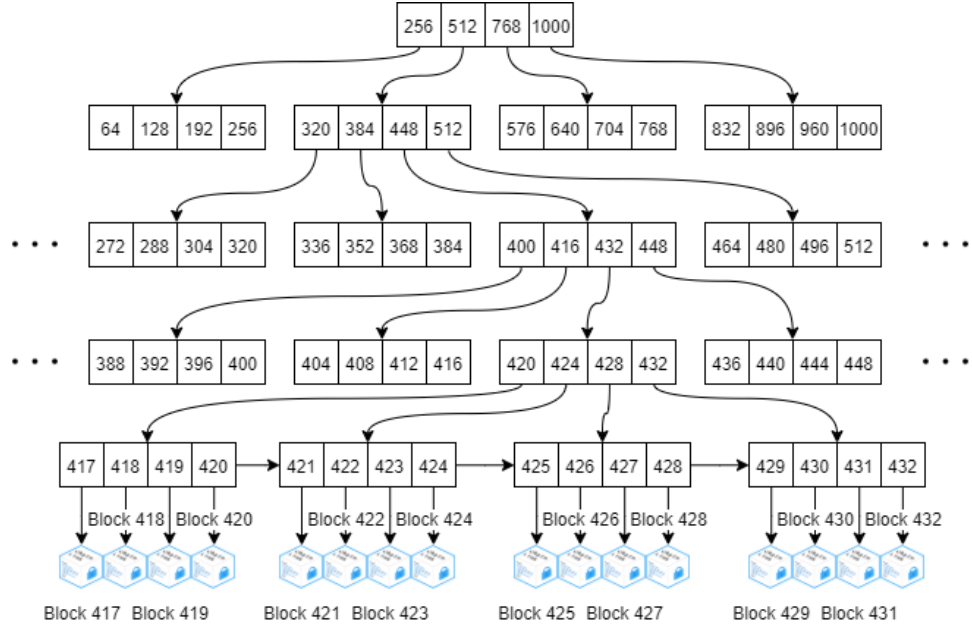 256 512 768 1000
64 128 192 256 320 384 448 512 576 640 704 768 832 896 960 1000
• • • 272 288 304 320 336 352 368 384 400 416 432 448 464 480 496 512 • • •
• • • 388 392 396 400 404 408 412 416 420 424 428 432 436 440 444 448 • • •
417 418 419 420 421 422 423 424 425 426 427 428 429 430 431 432
Block 418 Block 420 Block 422 Block 424 Block 426 Block 428 Block 430 Block 432
Block 417 Block 419 Block 421 Block 423 Block 425 Block 427 Block 429 Block 431